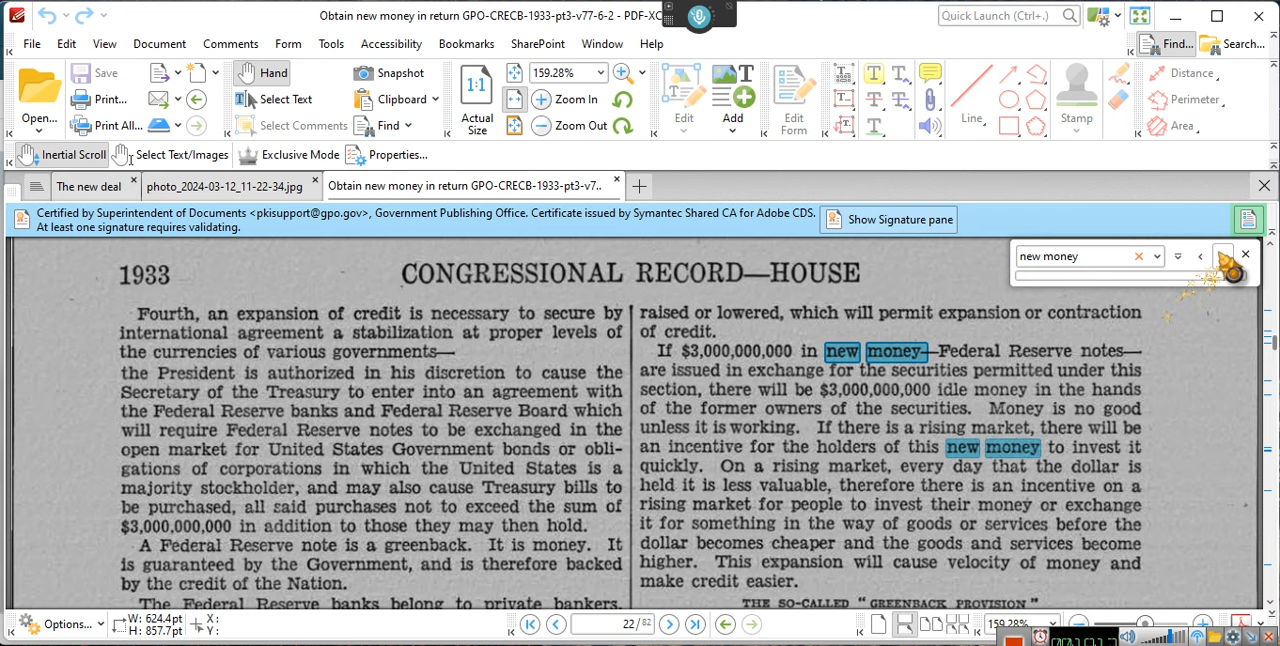 Obtain new money in return GPO-CRECB-1933-pt3-v77-6-2 - PDF-XC
Quick Launch (Ctrl+.)
File Edit View Document Comments Form Tools Accessibility Bookmarks SharePoint Window Help
Find... Search...
Open...
Save
Print...
Print All...
Hand
Select Text
Select Comments
Snapshot
Clipboard
Find
1:1
Actual Size
159.28%
Zoom In
Zoom Out
Edit
Add
Edit Form
Line
Stamp
Distance
Perimeter
Area
Inertial Scroll Select Text/Images Exclusive Mode Properties...
The new deal photo_2024-03-12_11-22-34.jpg Obtain new money in return GPO-CRECB-1933-pt3-v7..
Certified by Superintendent of Documents <pkisupport@gpo.gov>, Government Publishing Office. Certificate issued by Symantec Shared CA for Adobe CDS.
At least one signature requires validating.
Show Signature pane
new money
1933 CONGRESSIONAL RECORD—HOUSE
Fourth, an expansion of credit is necessary to secure by
international agreement a stabilization at proper levels of
the currencies of various governments—
the President is authorized in his discretion to cause the
Secretary of the Treasury to enter into an agreement with
the Federal Reserve banks and Federal Reserve Board which
will require Federal Reserve notes to be exchanged in the
open market for United States Government bonds or obli-
gations of corporations in which the United States is a
majority stockholder, and may also cause Treasury bills to
be purchased, all said purchases not to exceed the sum of
$3,000,000,000 in addition to those they may then hold.
A Federal Reserve note is a greenback. It is money. It
is guaranteed by the Government, and is therefore backed
by the credit of the Nation.
The Federal Reserve banks belong to private bankers.
raised or lowered, which will permit expansion or contraction
of credit.
If $3,000,000,000 in new money—Federal Reserve notes—
are issued in exchange for the securities permitted under this
section, there will be $3,000,000,000 idle money in the hands
of the former owners of the securities. Money is no good
unless it is working. If there is a rising market, there will be
an incentive for the holders of this new money to invest it
quickly. On a rising market, every day that the dollar is
held it is less valuable, therefore there is an incentive on a
rising market for people to invest their money or exchange
it for something in the way of goods or services before the
dollar becomes cheaper and the goods and services become
higher. This expansion will cause velocity of money and
make credit easier.
THE SO-CALLED "GREENBACK PROVISION"
Options...
W: 624.4pt
H: 857.7pt
X:
Y:
22/82
159.28%